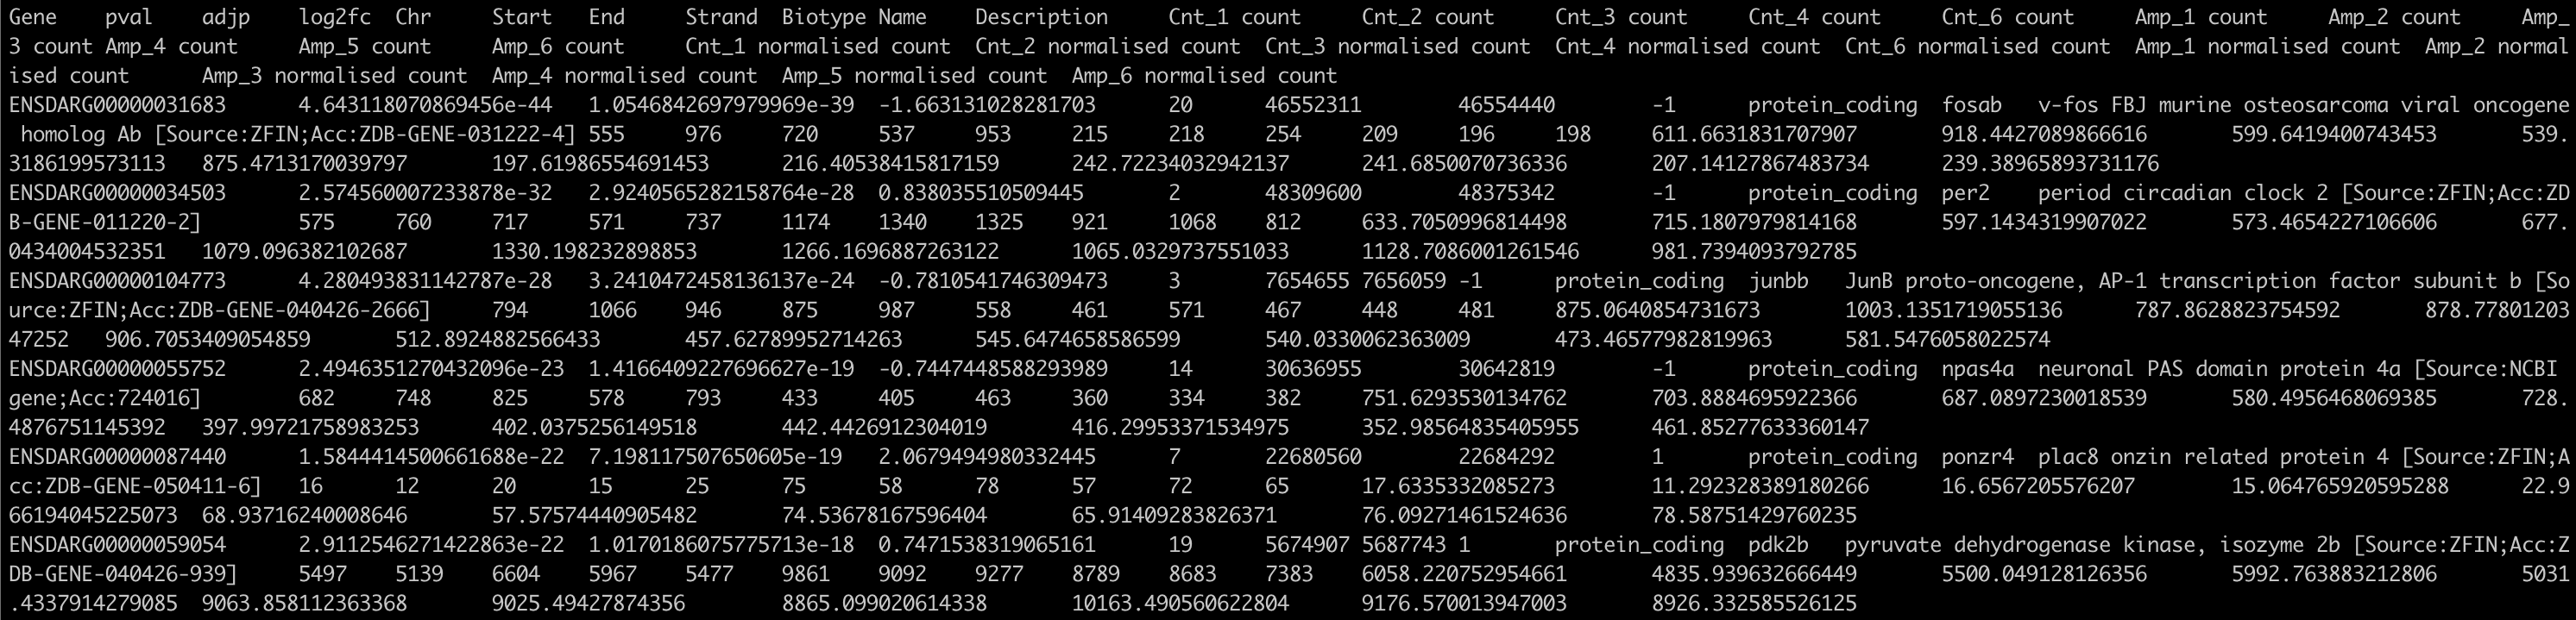 Gene pval adjp log2fc Chr Start End Strand Biotype Name Description Cnt_1 count Cnt_2 count Cnt_3 count Cnt_4 count Cnt_6 count Amp_1 count Amp_2 count Amp_
3 count Amp_4 count Amp_5 count Amp_6 count Cnt_1 normalised count Cnt_2 normalised count Cnt_3 normalised count Cnt_4 normalised count Cnt_6 normalised count Amp_1 normalised count Amp_2 normal
ised count Amp_3 normalised count Amp_4 normalised count Amp_5 normalised count Amp_6 normalised count
ENSDARG00000031683 4.643118070869456e-44 1.0546842697979969e-39 -1.663131028281703 20 46552311 46554440 -1 protein_coding fosab v-fos FBJ murine osteosarcoma viral oncogene
homolog Ab [Source:ZFIN;Acc:ZDB-GENE-031222-4] 555 976 720 537 953 215 218 254 209 196 198 611.6631831707907 918.4427089866616 599.6419400743453 539.
3186199573113 875.4713170039797 197.61986554691453 216.40538415817159 242.72234032942137 241.6850070736336 207.14127867483734 239.38965893731176
ENSDARG00000034503 2.574560007233878e-32 2.9240565282158764e-28 0.838035510509445 2 48309600 48375342 -1 protein_coding per2 period circadian clock 2 [Source:ZFIN;Acc:ZD
B-GENE-011220-2] 575 760 717 571 737 1174 1340 1325 921 1068 812 633.7050996814498 715.1807979814168 597.1434319907022 573.4654227106606 677.
0434004532351 1079.096382102687 1330.198232898853 1266.1696887263122 1065.0329737551033 1128.7086001261546 981.7394093792785
ENSDARG00000104773 4.280493831142787e-28 3.2410472458136137e-24 -0.7810541746309473 3 7654655 7656059 -1 protein_coding junbb JunB proto-oncogene, AP-1 transcription factor subunit b [So
urce:ZFIN;Acc:ZDB-GENE-040426-2666] 794 1066 946 875 987 558 461 571 467 448 481 875.0640854731673 1003.1351719055136 787.8628823754592 878.77801203
47252 906.7053409054859 512.8924882566433 457.62789952714263 545.6474658586599 540.0330062363009 473.46577982819963 581.5476058022574
ENSDARG00000055752 2.4946351270432096e-23 1.4166409227696627e-19 -0.7447448588293989 14 30636955 30642819 -1 protein_coding npas4a neuronal PAS domain protein 4a [Source:NCBI
gene;Acc:724016] 682 748 825 578 793 433 405 463 360 334 382 751.6293530134762 703.8884695922366 687.0897230018539 580.4956468069385 728.
4876751145392 397.99721758983253 402.0375256149518 442.4426912304019 416.29953371534975 352.98564835405955 461.85277633360147
ENSDARG00000087440 1.5844414500661688e-22 7.198117507650605e-19 2.0679494980332445 7 22680560 22684292 1 protein_coding ponzr4 plac8 onzin related protein 4 [Source:ZFIN;A
cc:ZDB-GENE-050411-6] 16 12 20 15 25 75 58 78 57 72 65 17.6335332085273 11.292328389180266 16.6567205576207 15.064765920595288 22.9
66194045225073 68.93716240008646 57.57574440905482 74.53678167596404 65.91409283826371 76.09271461524636 78.58751429760235
ENSDARG00000059054 2.9112546271422863e-22 1.0170186075775713e-18 0.7471538319065161 19 5674907 5687743 1 protein_coding pdk2b pyruvate dehydrogenase kinase, isozyme 2b [Source:ZFIN;Acc:Z
DB-GENE-040426-939] 5497 5139 6604 5967 5477 9861 9092 9277 8789 8683 7383 6058.220752954661 4835.939632666449 5500.049128126356 5992.763883212806 5031
.4337914279085 9063.858112363368 9025.49427874356 8865.099020614338 10163.490560622804 9176.570013947003 8926.332585526125